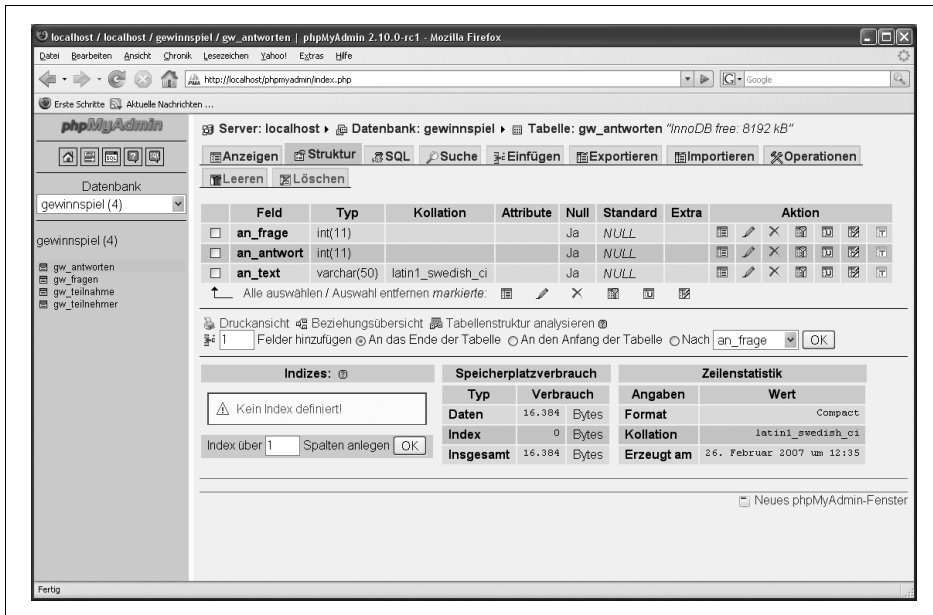 localhost / localhost / gewinnspiel / gw_antworten | phpMyAdmin 2.10.0-rc1 - Mozilla Firefox
Datei Bearbeiten Ansicht Chronik Lesezeichen Yahoo! Extras Hilfe
http://localhost/phpmyadmin/index.php
Google
Erste Schritte Aktuelle Nachrichten ...
phpMyAdmin
SQL
Datenbank
gewinnspiel (4)
gewinnspiel (4)
gw_antworten
gw_fragen
gw_teilnahme
gw_teilnehmer
Server: localhost Datenbank: gewinnspiel Tabelle: gw_antworten "InnoDB free: 8192 kB"
Anzeigen Struktur SQL Suche Einfügen Exportieren Importieren Operationen
Leeren Löschen
Feld Typ Kollation Attribute Null Standard Extra Aktion
an_frage int(11) Ja NULL
an_antwort int(11) Ja NULL
an_text varchar(50) latin1_swedish_ci Ja NULL
Alle auswählen / Auswahl entfernen markierte:
Druckansicht Beziehungsübersicht Tabellenstruktur analysieren
1 Felder hinzufügen An das Ende der Tabelle An den Anfang der Tabelle Nach an_frage OK
Indizes:
Kein Index definiert!
Index über 1 Spalten anlegen OK
Speicherplatzverbrauch
Typ Verbrauch
Daten 16.384 Bytes
Index 0 Bytes
Insgesamt 16.384 Bytes
Zeilenstatistik
Angaben Wert
Format Compact
Kollation latin1_swedish_ci
Erzeugt am 26. Februar 2007 um 12:35
Neues phpMyAdmin-Fenster
Fertig